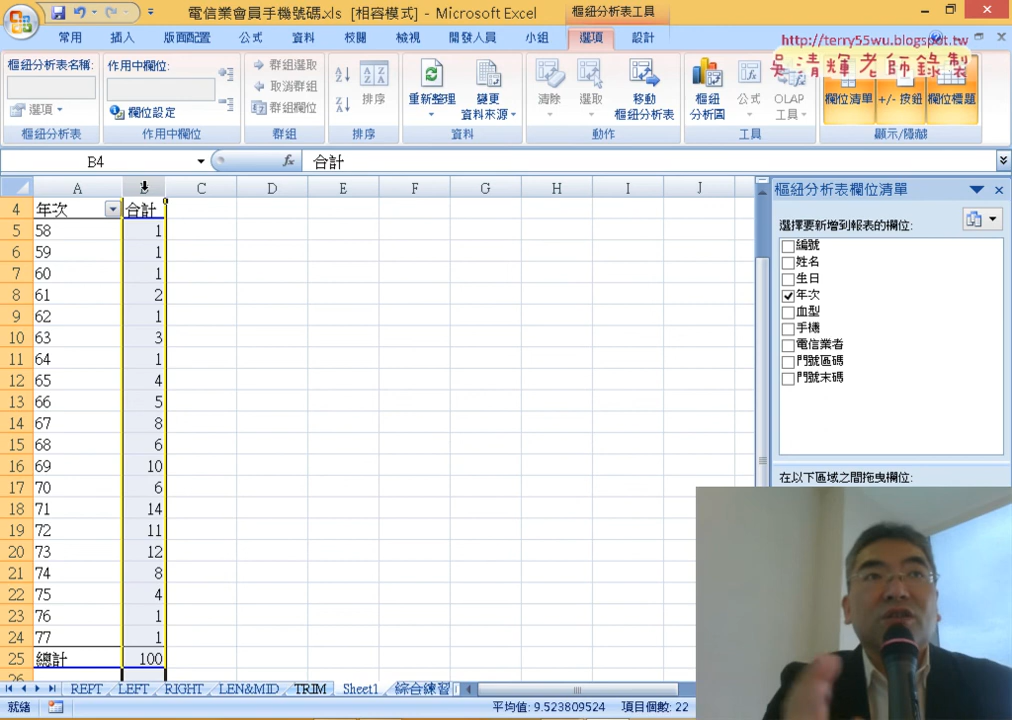 電信業會員手機號碼.xls [相容模式] - Microsoft Excel
樞紐分析表工具
常用 插入 版面配置 公式 資料 校閱 檢視 開發人員 小組 選項 設計
http://terry55wu.blogspot.tw
吳清輝老師錄製
樞紐分析表名稱: 作用中欄位: 群組選取
取消群組
選項 欄位設定 群組欄位
排序 重新整理 變更資料來源 清除 選取 移動樞紐分析表 樞紐分析圖 公式 OLAP 工具 欄位清單 +/- 按鈕 欄位標題
樞紐分析表 作用中欄位 群組 排序 資料 動作 工具 顯示/隱藏
B4 fx 合計
A B C D E F G H I J
4 年次 合計
5 58 1
6 59 1
7 60 1
8 61 2
9 62 1
10 63 3
11 64 1
12 65 4
13 66 5
14 67 8
15 68 6
16 69 10
17 70 6
18 71 14
19 72 11
20 73 12
21 74 8
22 75 4
23 76 1
24 77 1
25 總計 100
26
樞紐分析表欄位清單
選擇要新增到報表的欄位:
編號
姓名
生日
年次
血型
手機
電信業者
門號區碼
門號末碼
在以下區域之間拖曳欄位:
REPT LEFT RIGHT LEN&MID TRIM Sheet1 綜合練習
就緒 平均值: 9.523809524 項目個數: 22